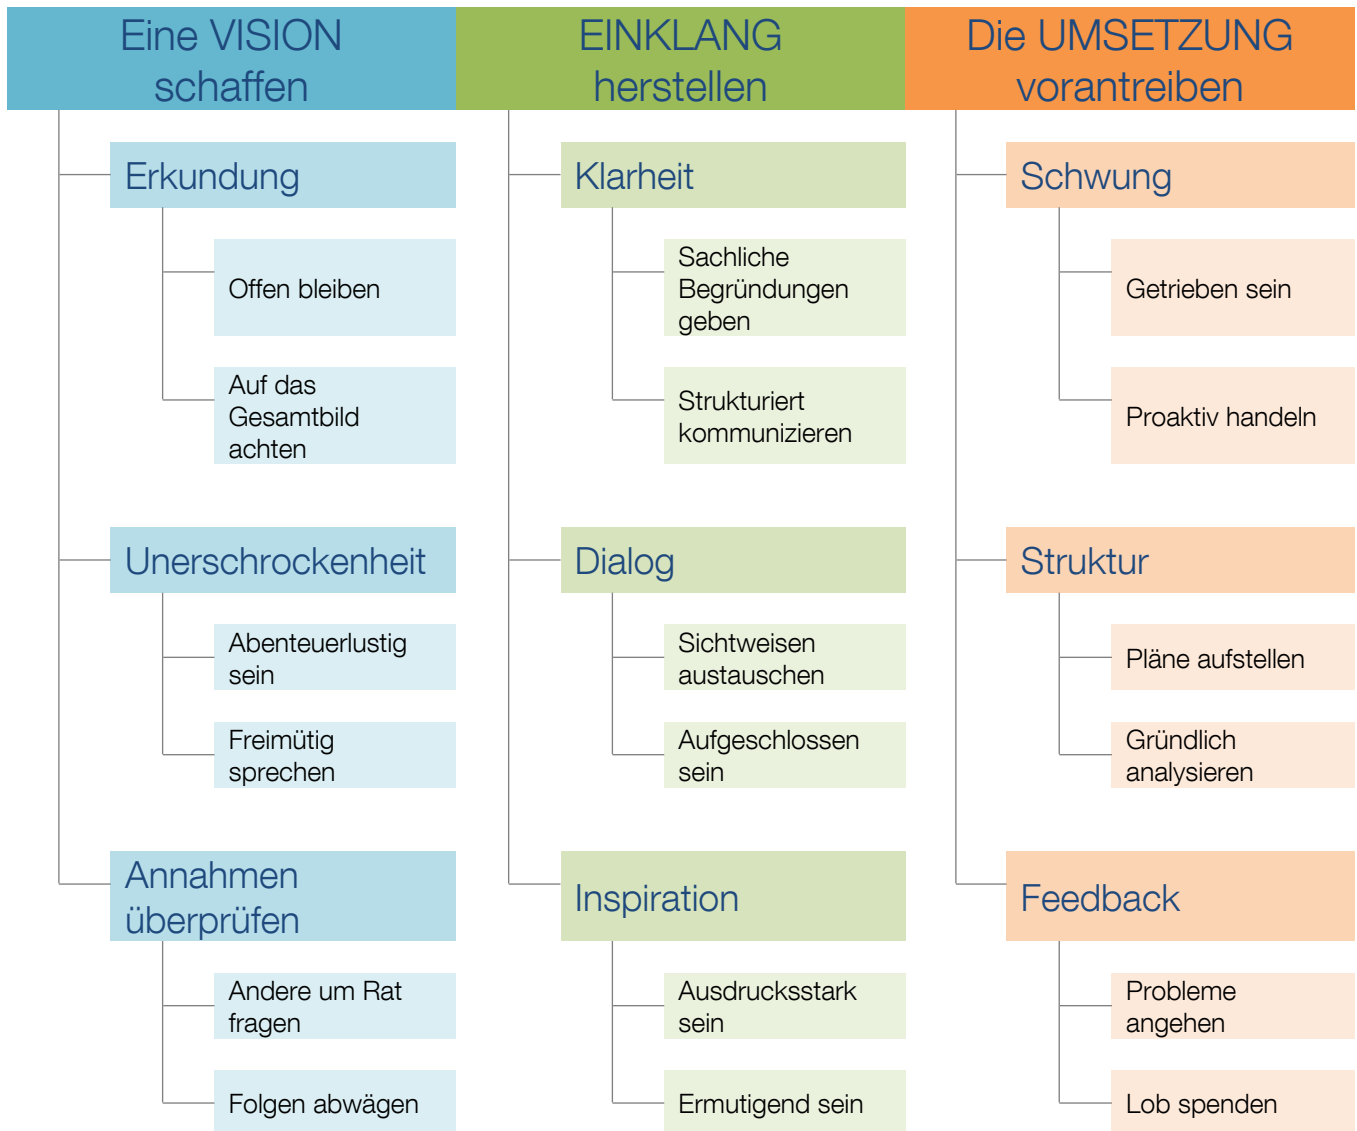 Eine VISION
schaffen
Erkundung
Offen bleiben
Auf das
Gesamtbild
achten
Unerschrockenheit
Abenteuerlustig
sein
Freimütig
sprechen
Annahmen
überprüfen
Andere um Rat
fragen
Folgen abwägen
EINKLANG
herstellen
Klarheit
Sachliche
Begründungen
geben
Strukturiert
kommunizieren
Dialog
Sichtweisen
austauschen
Aufgeschlossen
sein
Inspiration
Ausdrucksstark
sein
Ermutigend sein
Die UMSETZUNG
vorantreiben
Schwung
Getrieben sein
Proaktiv handeln
Struktur
Pläne aufstellen
Gründlich
analysieren
Feedback
Probleme
angehen
Lob spenden